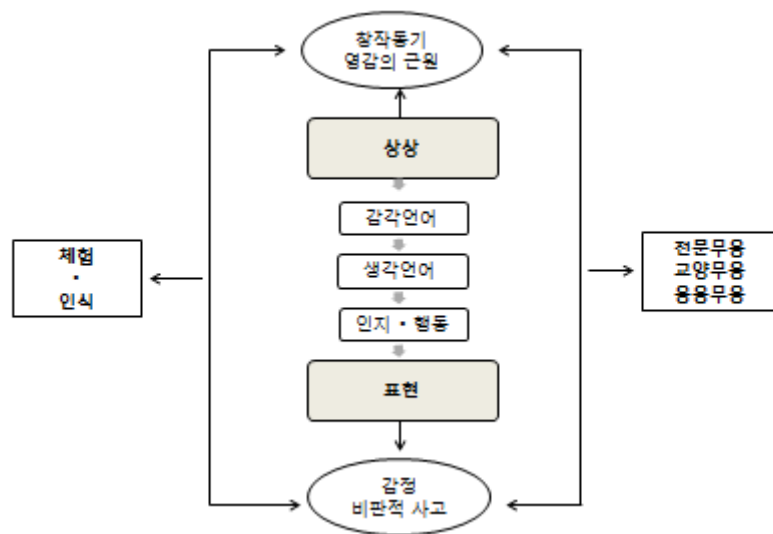 창작동기
영감의 근원
상상
감각언어
생각언어
체험
·
인식
전문무용
교양무용
응용무용
인지・행동
표현
감정
비판적 사고